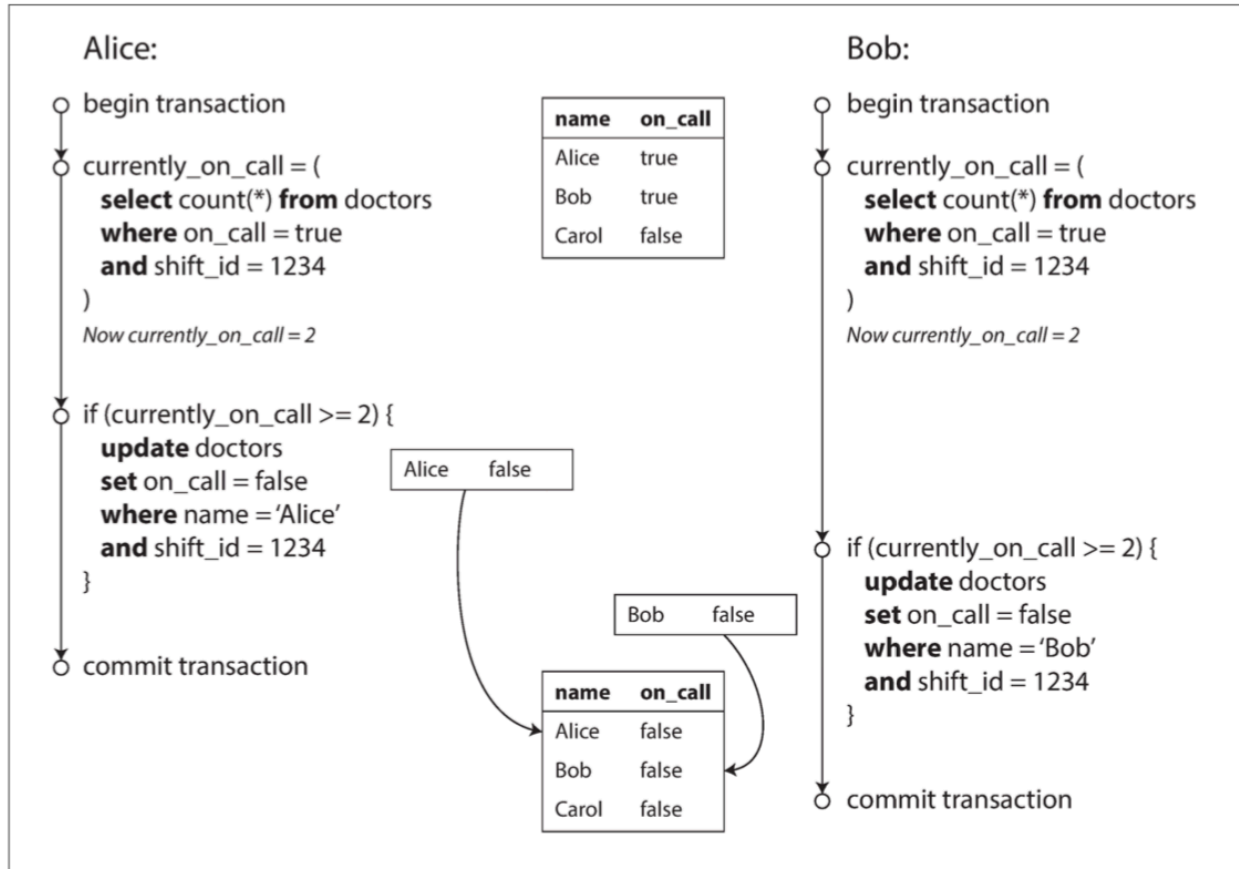 Alice:
begin transaction
currently_on_call = (
select count(*) from doctors
where on_call = true
and shift_id = 1234
)
Now currently_on_call = 2
if (currently_on_call >= 2) {
update doctors
set on_call = false
where name = ‘Alice’
and shift_id = 1234
}
commit transaction
name on_call
Alice true
Bob true
Carol false
Alice false
Bob false
name on_call
Alice false
Bob false
Carol false
Bob:
begin transaction
currently_on_call = (
select count(*) from doctors
where on_call = true
and shift_id = 1234
)
Now currently_on_call = 2
if (currently_on_call >= 2) {
update doctors
set on_call = false
where name = ‘Bob’
and shift_id = 1234
}
commit transaction